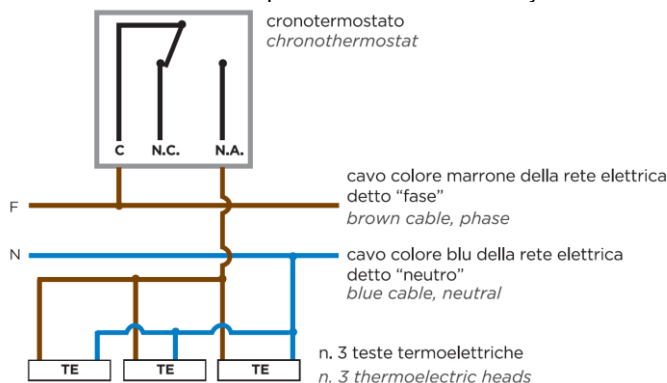 cronotermostato
chronothermostat
C N.C. N.A.
cavo colore marrone della rete elettrica
detto “fase”
brown cable, phase
F
N
cavo colore blu della rete elettrica
detto “neutro”
blue cable, neutral
TE TE TE
n. 3 teste termoelettriche
n. 3 thermoelectric heads